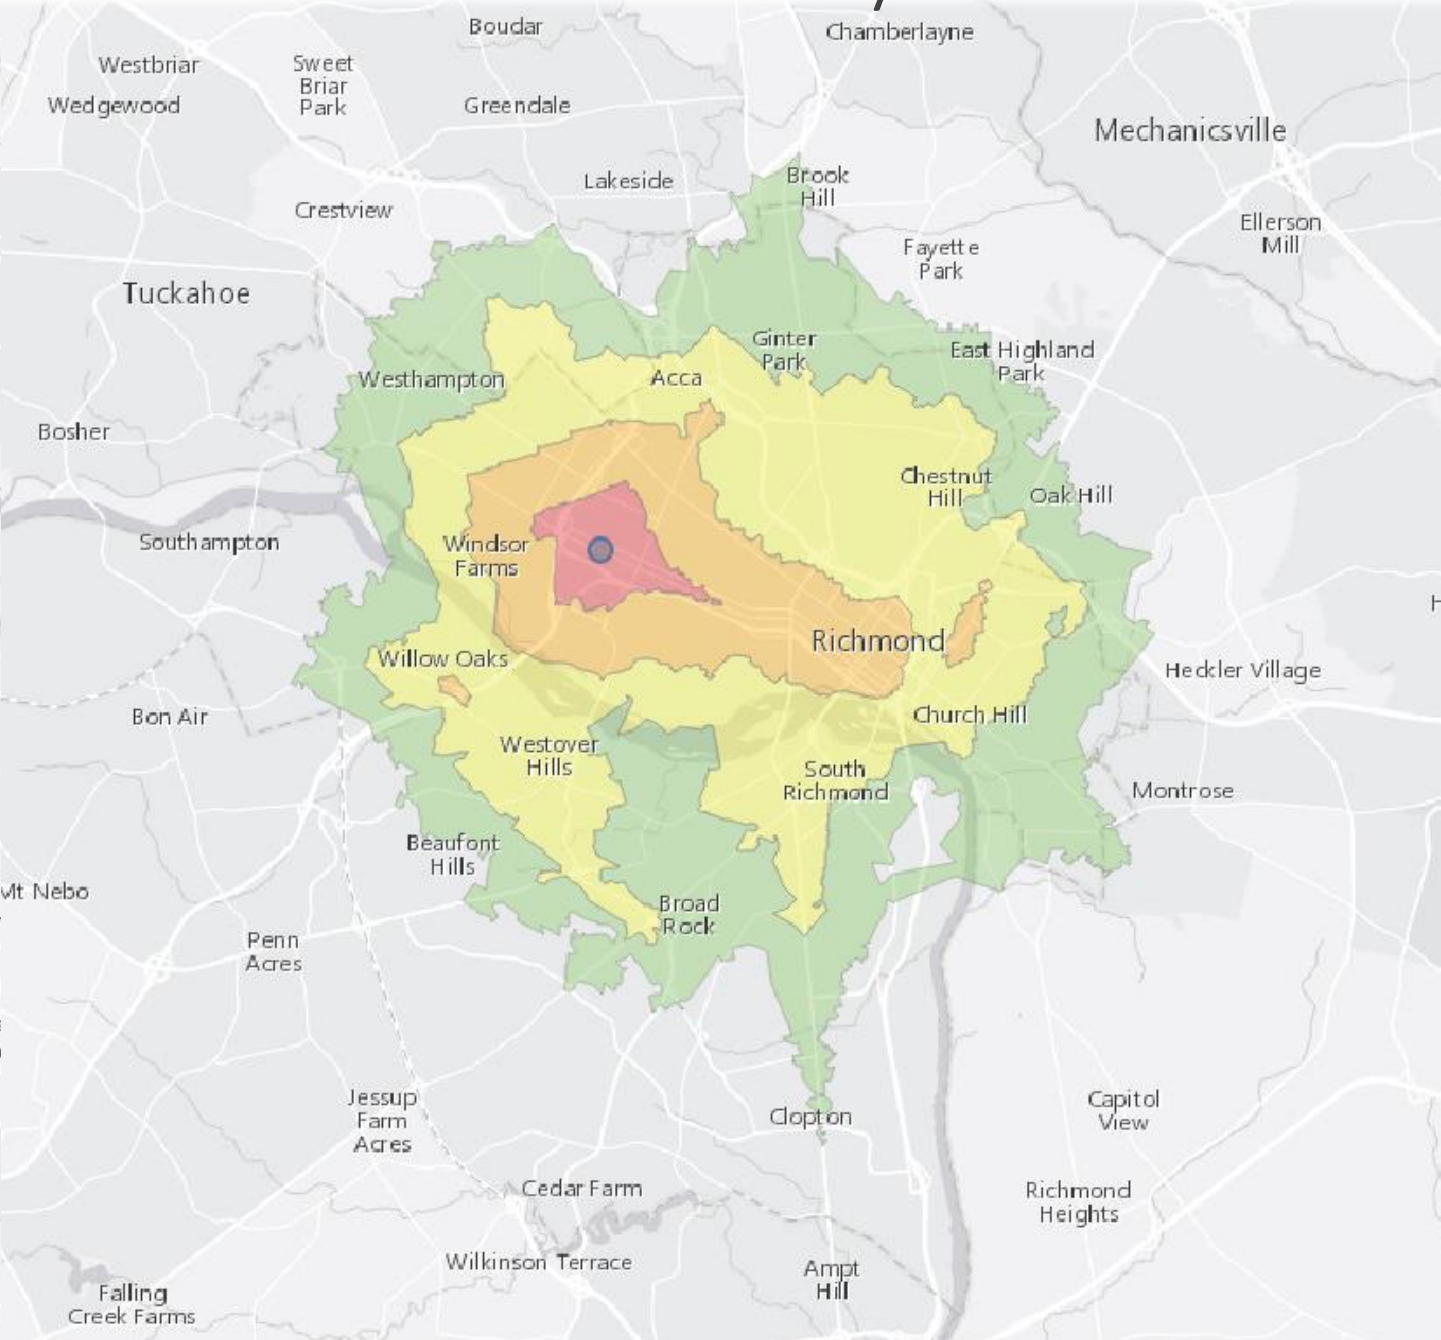 Boudar
Chamberlayne
Westbriar
Sweet
Briar
Park
Wedgewood
Greendale
Mechanicsville
Lakeside
Brook
Hill
Crestview
Ellerson
Mill
Fayette
Park
Tuckahoe
Ginter
Park
East Highland
Park
Westhampton
Acca
Bosher
Chestnut
Hill
Oak Hill
Southampton
Windsor
Farms
Richmond
Willow Oaks
Heckler Village
Bon Air
Church Hill
Westover
Hills
South
Richmond
Montrose
Beaufont
Hills
Mt Nebo
Broad
Rock
Penn
Acres
Jessup
Farm
Acres
Clopton
Capitol
View
Cedar Farm
Richmond
Heights
Wilkinson Terrace
Ampt
Hill
Falling
Creek Farms